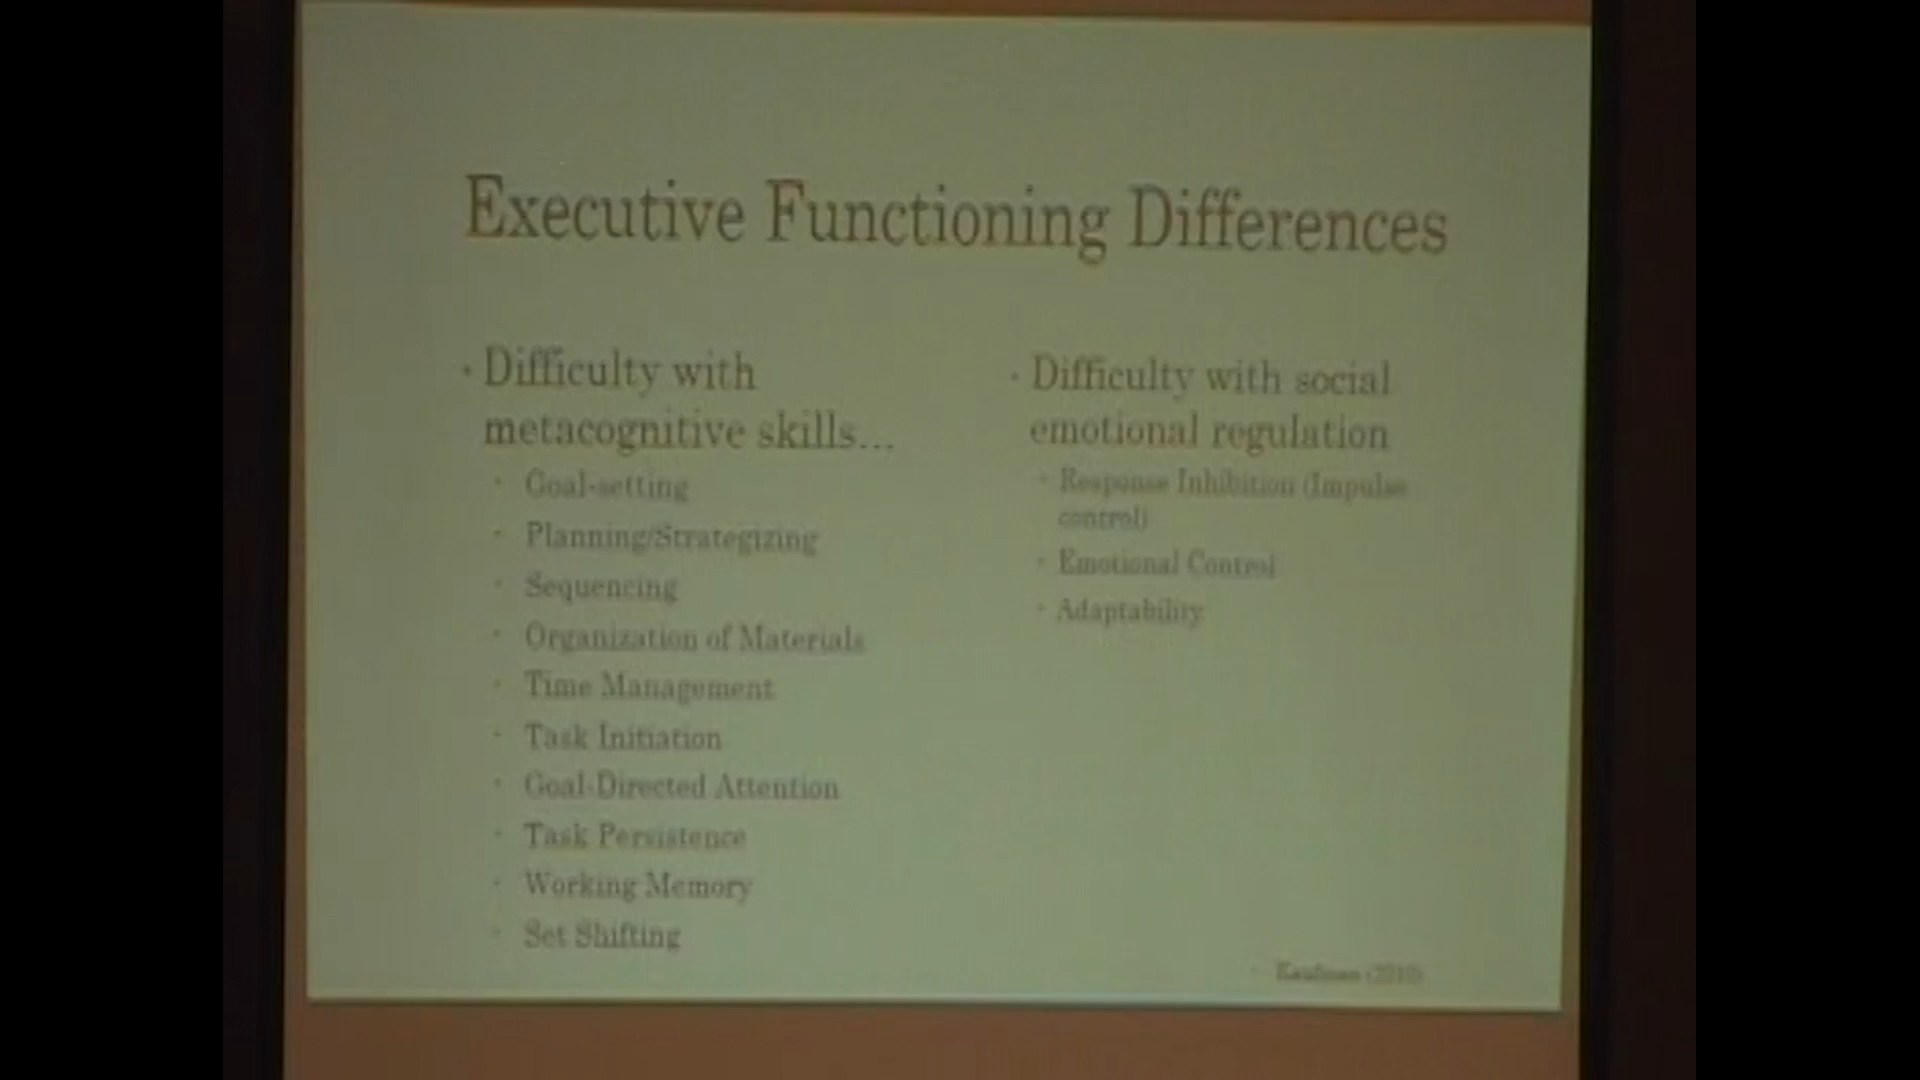 Executive Functioning Differences
• Difficulty with
metacognitive skills...
• Goal-setting
• Planning/Strategizing
• Sequencing
• Organization of Materials
• Time Management
• Task Initiation
• Goal-Directed Attention
• Task Persistence
• Working Memory
• Set Shifting
• Difficulty with social
emotional regulation
• Response Inhibition (Impulse
control)
• Emotional Control
• Adaptability
• Kaufman (2010)